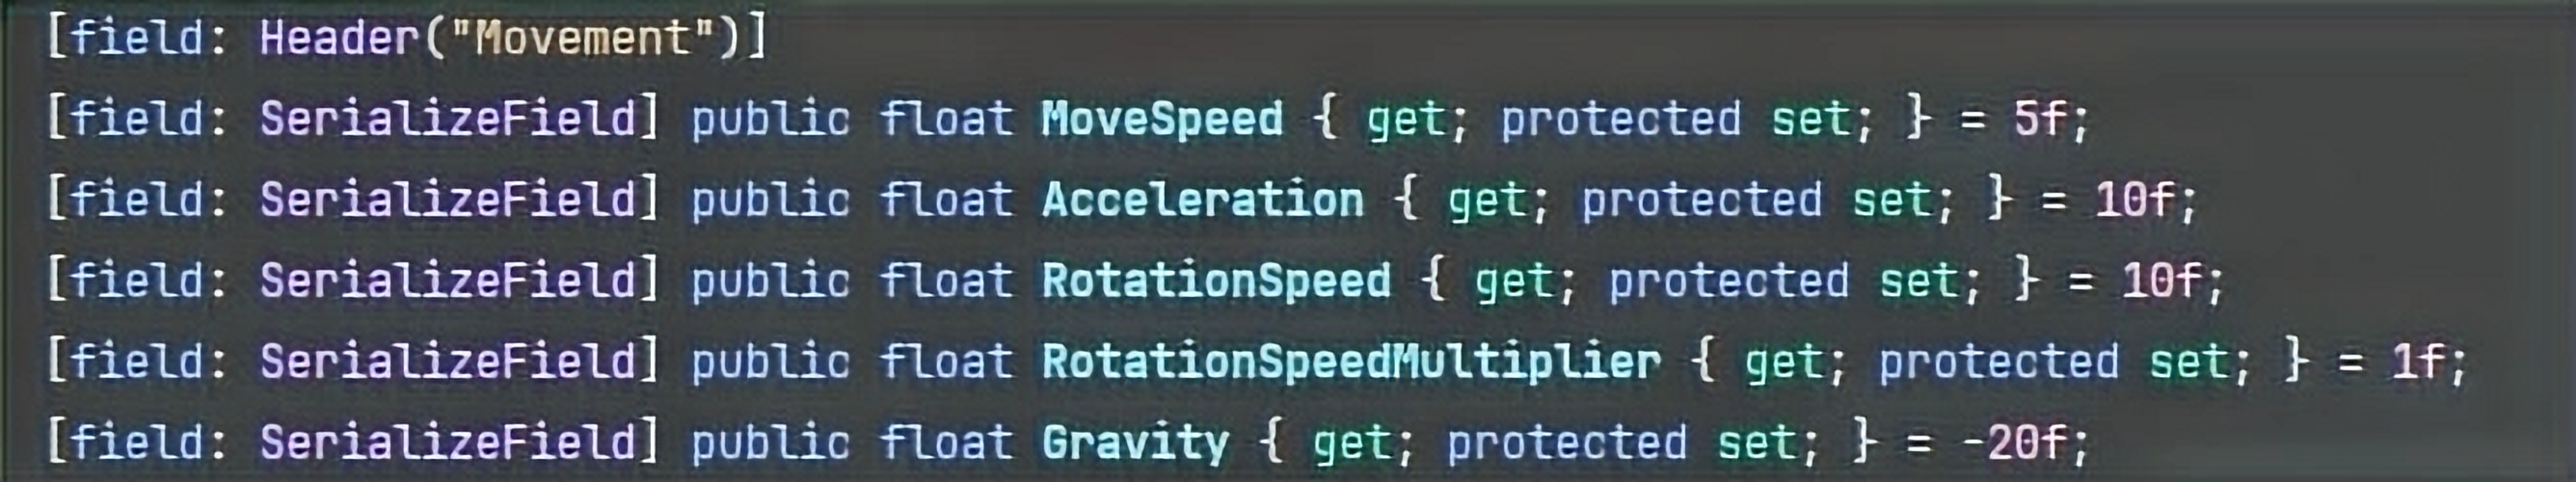 [field: Header("Movement")]
[field: SerializeField] public float MoveSpeed { get; protected set; } = 5f;
[field: SerializeField] public float Acceleration { get; protected set; } = 10f;
[field: SerializeField] public float RotationSpeed { get; protected set; } = 10f;
[field: SerializeField] public float RotationSpeedMultiplier { get; protected set; } = 1f;
[field: SerializeField] public float Gravity { get; protected set; } = -20f;